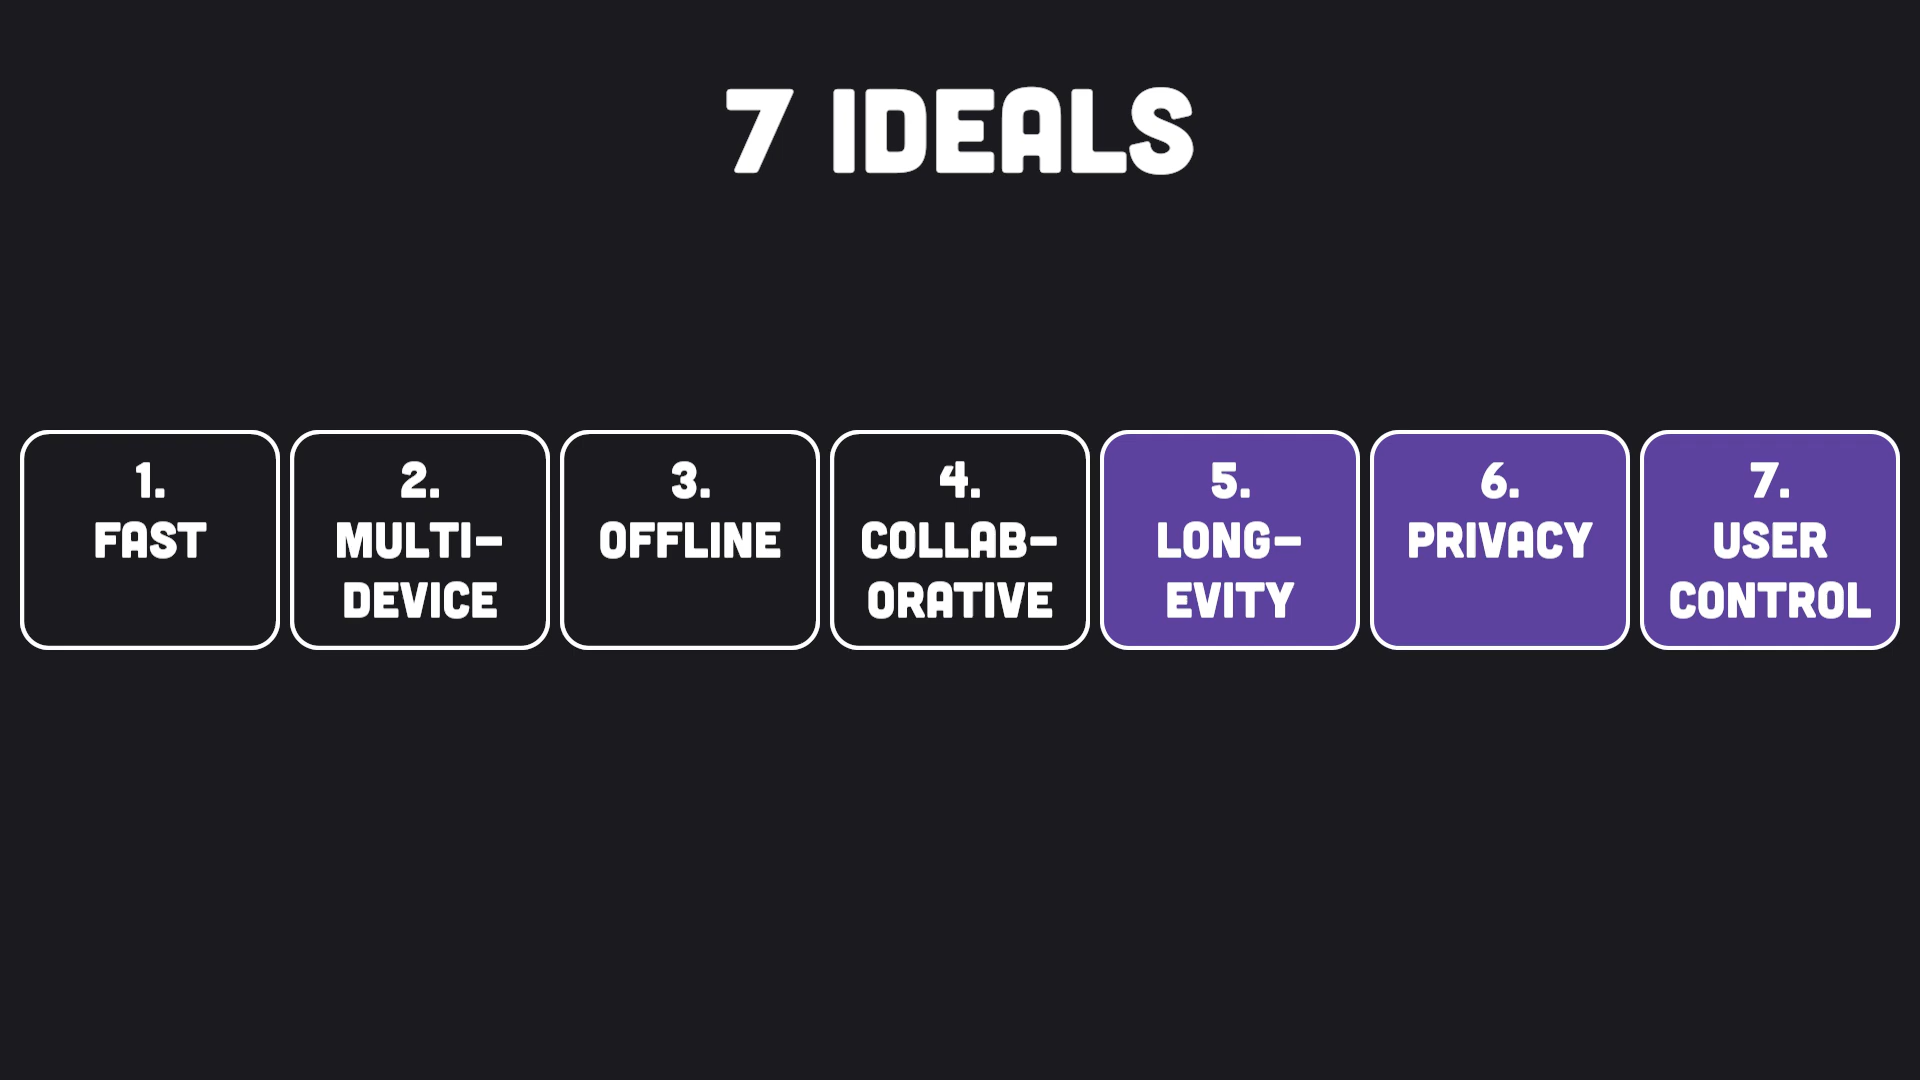 7 IDEALS
1.
FAST
2.
MULTI-
DEVICE
3.
OFFLINE
4.
COLLAB-
ORATIVE
5.
LONG-
EVITY
6.
PRIVACY
7.
USER
CONTROL